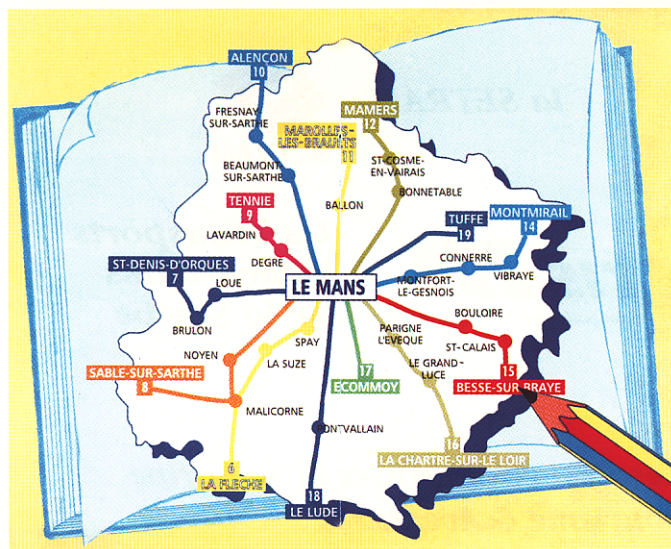 ALENÇON
10
FRESNAY-
SUR-SARTHE
MAMERS
12
MAROLLES-
LES-BRAULTS
11
ST-COSME-
EN-VAIRAIS
BEAUMONT-
SUR-SARTHE
BONNETABLE
TENNIE
9
BALLON
LAVARDIN
TUFFE
19
MONTMIRAIL
14
DEGRE
ST-DENIS-D'ORQUES
7
CONNERRE
LOUE
LE MANS
MONTFORT-
LE-GESNOIS
VIBRAYE
BRULON
BOULOIRE
SPAY
PARIGNE
L'EVEQUE
ST-CALAIS
NOYEN
LA SUZE
LE GRAND-
LUCE
SABLE-SUR-SARTHE
8
17
ECOMMOY
15
BESSE-SUR BRAYE
MALICORNE
PONTVALLAIN
16
LA CHARTRE-SUR-LE LOIR
6
LA FLECHE
18
LE LUDE